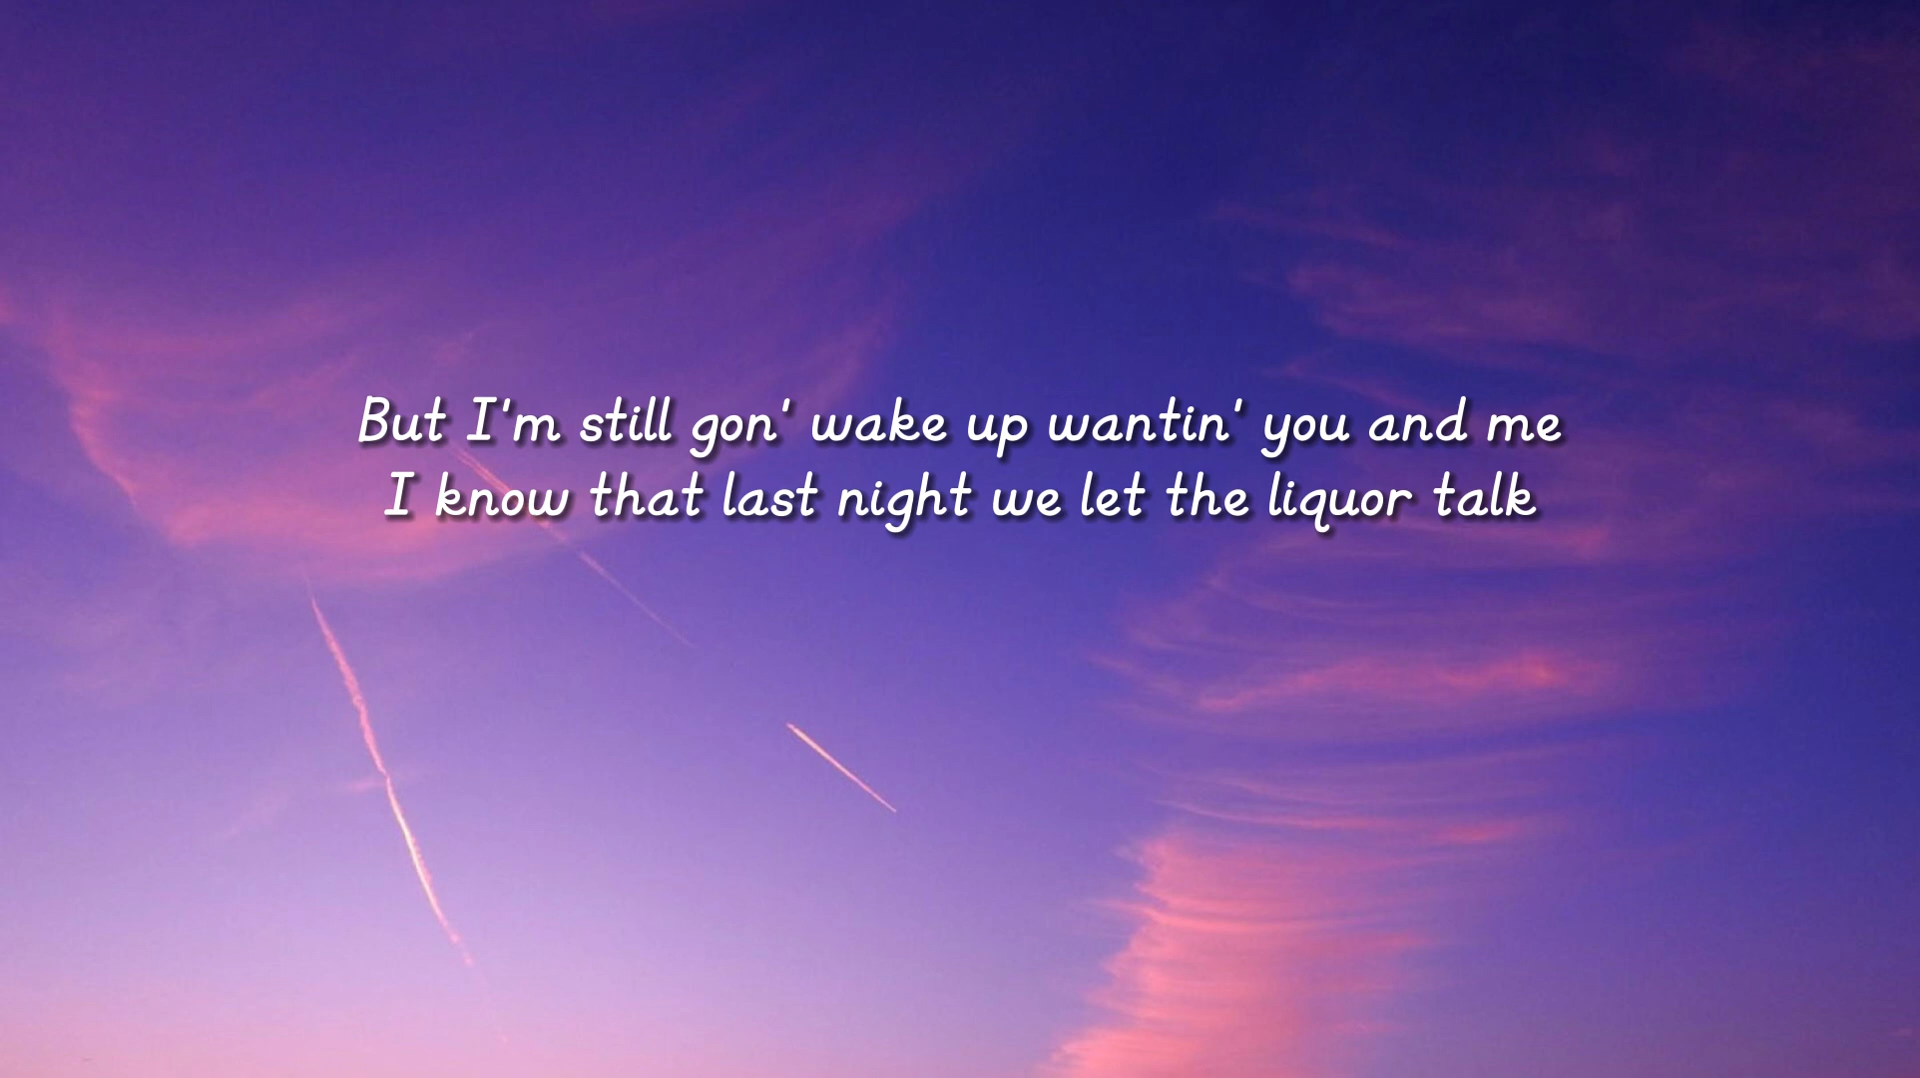 But I'm still gon' wake up wantin' you and me
I know that last night we let the liquor talk